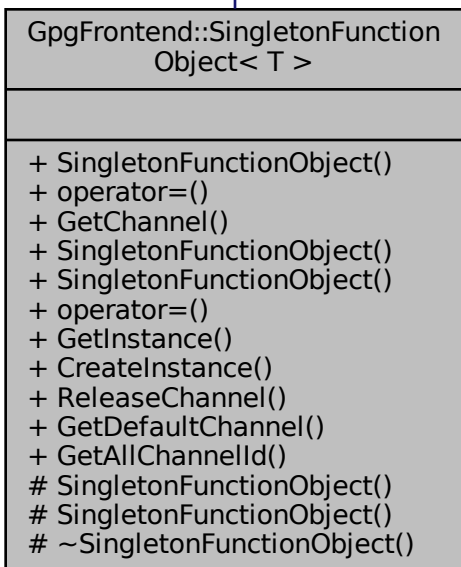 GpgFrontend::SingletonFunction
Object< T >
+ SingletonFunctionObject()
+ operator=()
+ GetChannel()
+ SingletonFunctionObject()
+ SingletonFunctionObject()
+ operator=()
+ GetInstance()
+ CreateInstance()
+ ReleaseChannel()
+ GetDefaultChannel()
+ GetAllChannelId()
# SingletonFunctionObject()
# SingletonFunctionObject()
# ~SingletonFunctionObject()